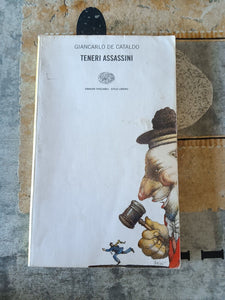 GIANCARLO DE CATALDO
TENERI ASSASSINI
EINAUDI TASCABILI · STILE LIBERO